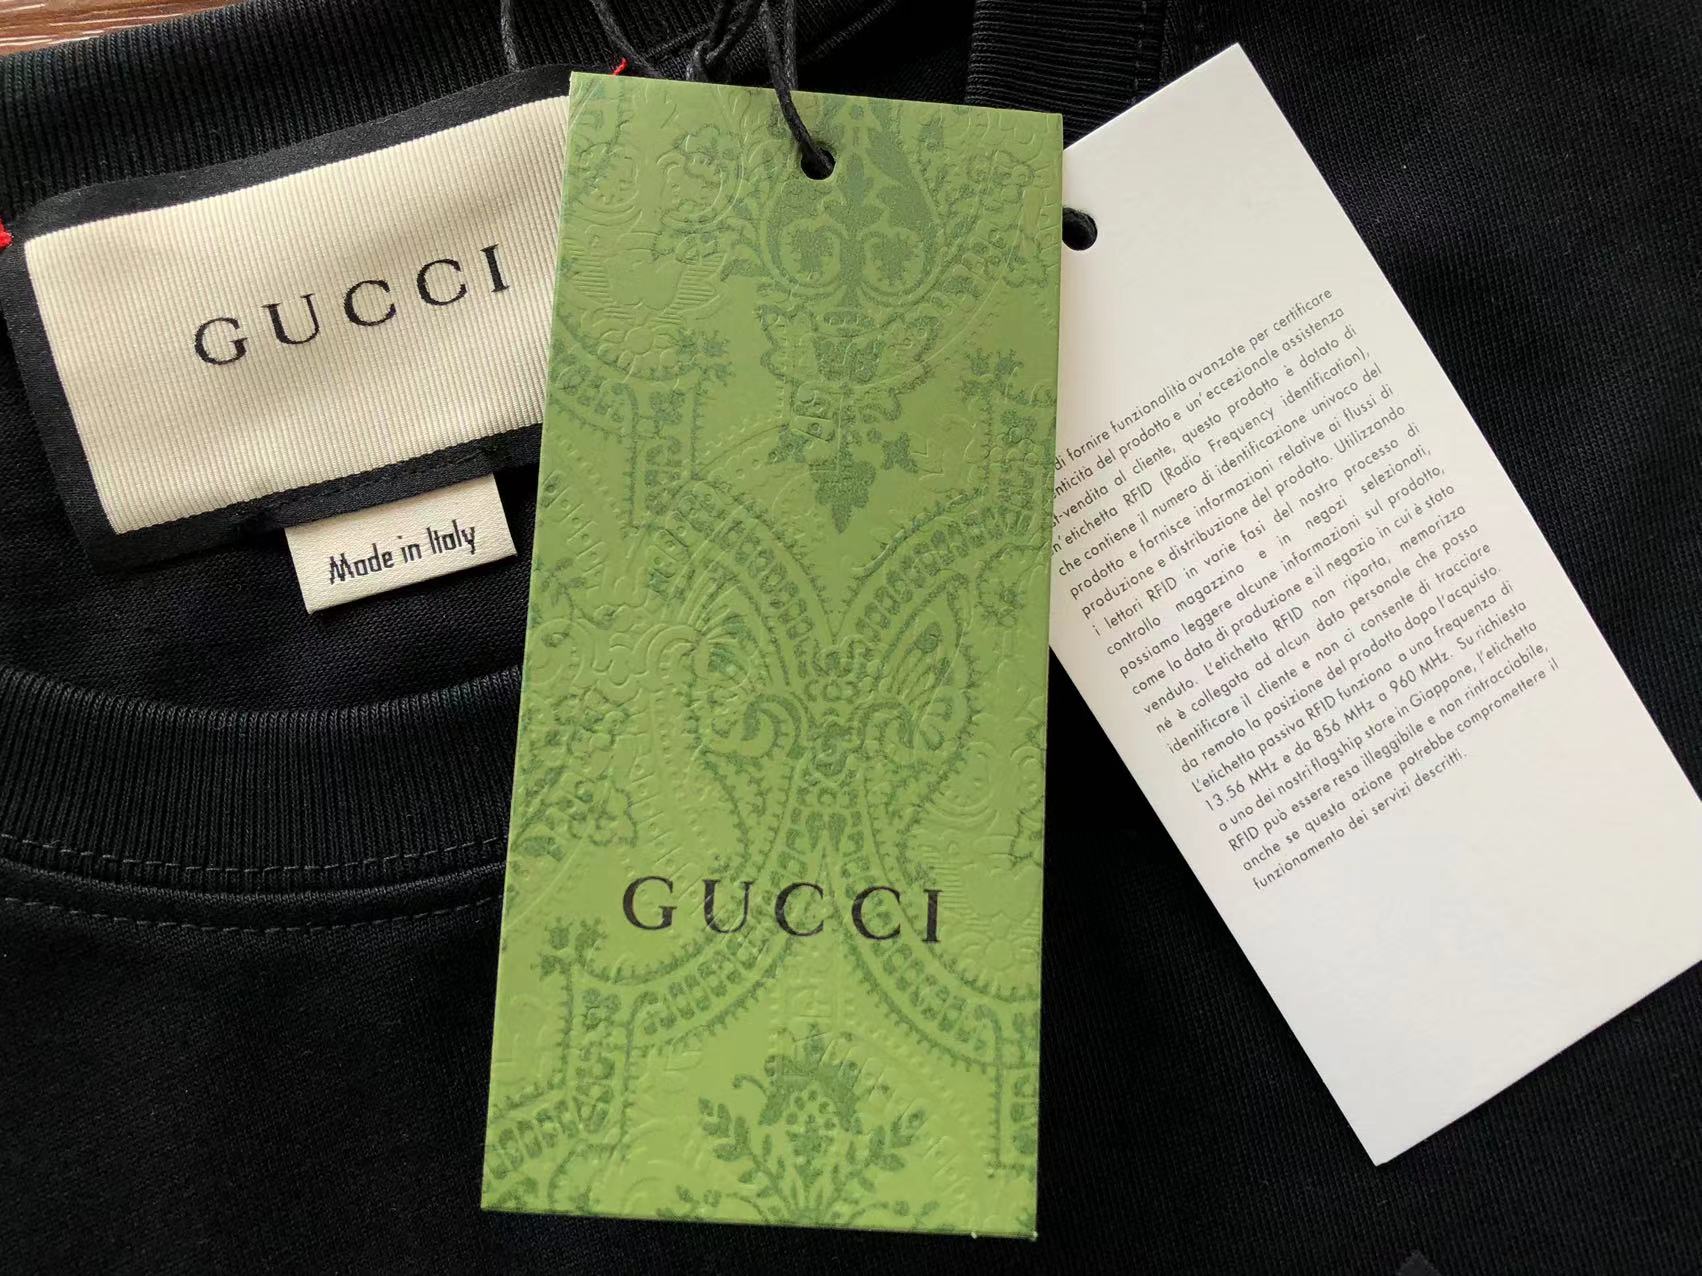 GUCCI
Made in Italy
GUCCI
di fornire funzionalità avanzate per certificare
del prodotto e un'eccezionale assistenza
al cliente, questo prodotto è dotato di
un'etichetta RFID (Radio Frequency identification),
che contiene il numero di identificazione univoco del
prodotto e fornisce informazioni relative ai flussi di
produzione e distribuzione del prodotto. Utilizzando
i lettori RFID in varie fasi del nostro processo di
controllo magazzino e in negozi selezionati,
possiamo leggere alcune informazioni sul prodotto,
come la data di produzione e il negozio in cui è stato
venduto. L'etichetta RFID non riporta, memorizza
né è collegata ad alcun dato personale che possa
identificare il cliente e non ci consente di tracciare
da remoto la posizione del prodotto dopo l'acquisto.
L'etichetta passiva RFID funziona a una frequenza di
13.56 MHz e da 856 MHz a 960 MHz. Su richiesta
a uno dei nostri flagship store in Giappone, l'etichetta
RFID può essere resa illeggibile e non rintracciabile,
anche se questa azione potrebbe compromettere il
funzionamento dei servizi descritti.